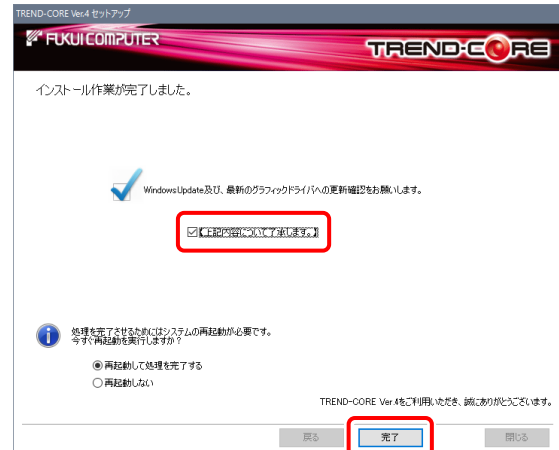 TREND-CORE Ver.4 セットアップ
FUKUI COMPUTER
TREND-CORE
インストール作業が完了しました。
Windows Update及び、最新のグラフィックドライバへの更新確認をお願いします。
【上記内容について了承します。】
処理を完了させるためにはシステムの再起動が必要です。
今すぐ再起動を実行しますか?
再起動して処理を完了する
再起動しない
TREND-CORE Ver.4をご利用いただき、誠にありがとうございます。
戻る
完了
閉じる